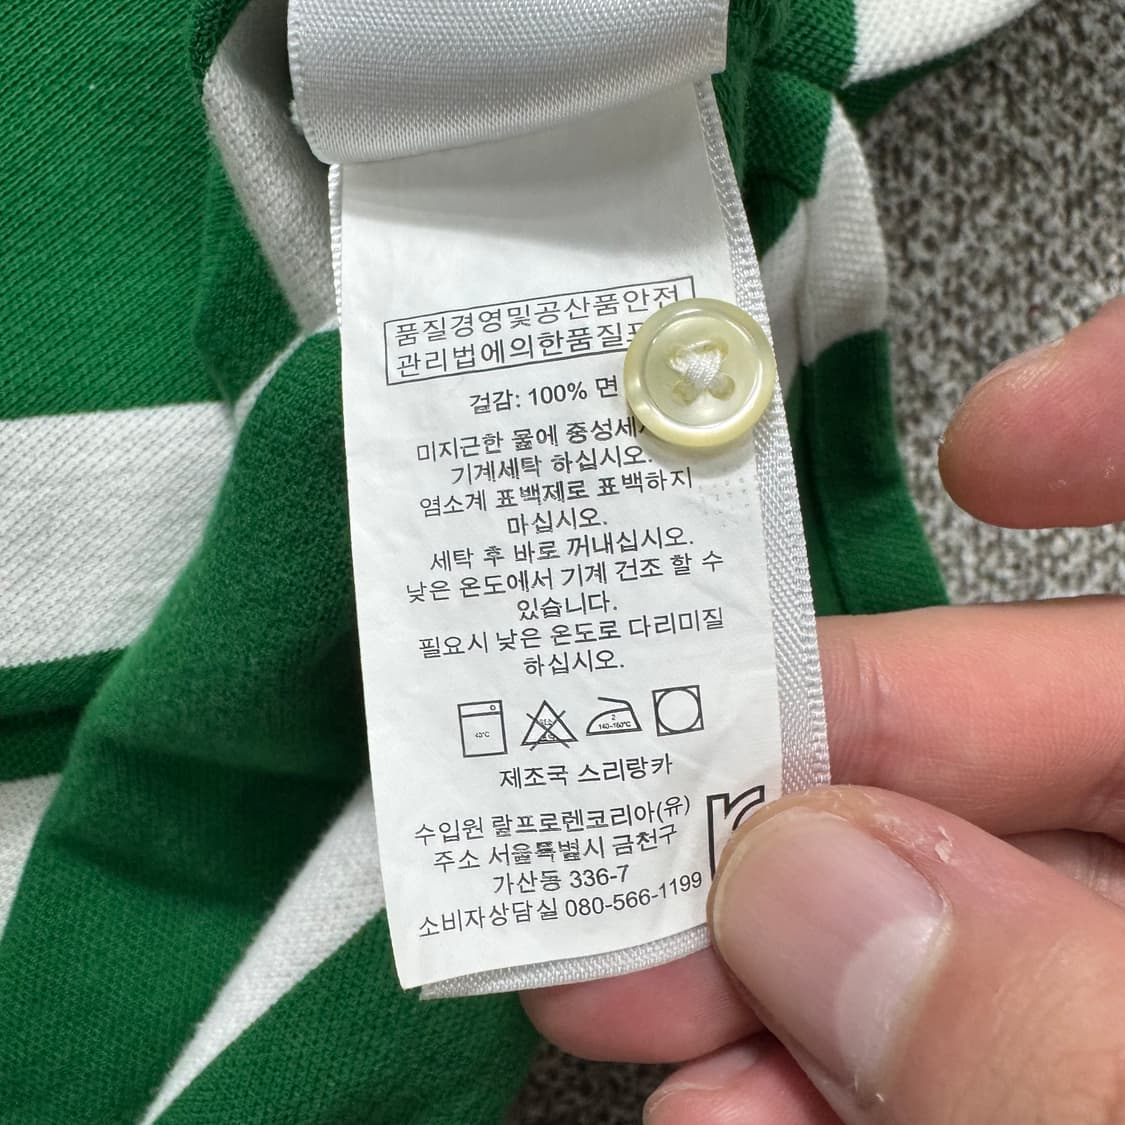 품질경영및공산품안전
관리법에의한품질표
겉감: 100% 면
미지근한 물에 중성세
기계세탁 하십시오.
염소계 표백제로 표백하지
마십시오.
세탁 후 바로 꺼내십시오.
낮은 온도에서 기계 건조 할 수
있습니다.
필요시 낮은 온도로 다리미질
하십시오.
40°C
2
140-160°C
제조국 스리랑카
수입원 랄프로렌코리아(유)
주소 서울특별시 금천구
가산동 336-7
소비자상담실 080-566-1199